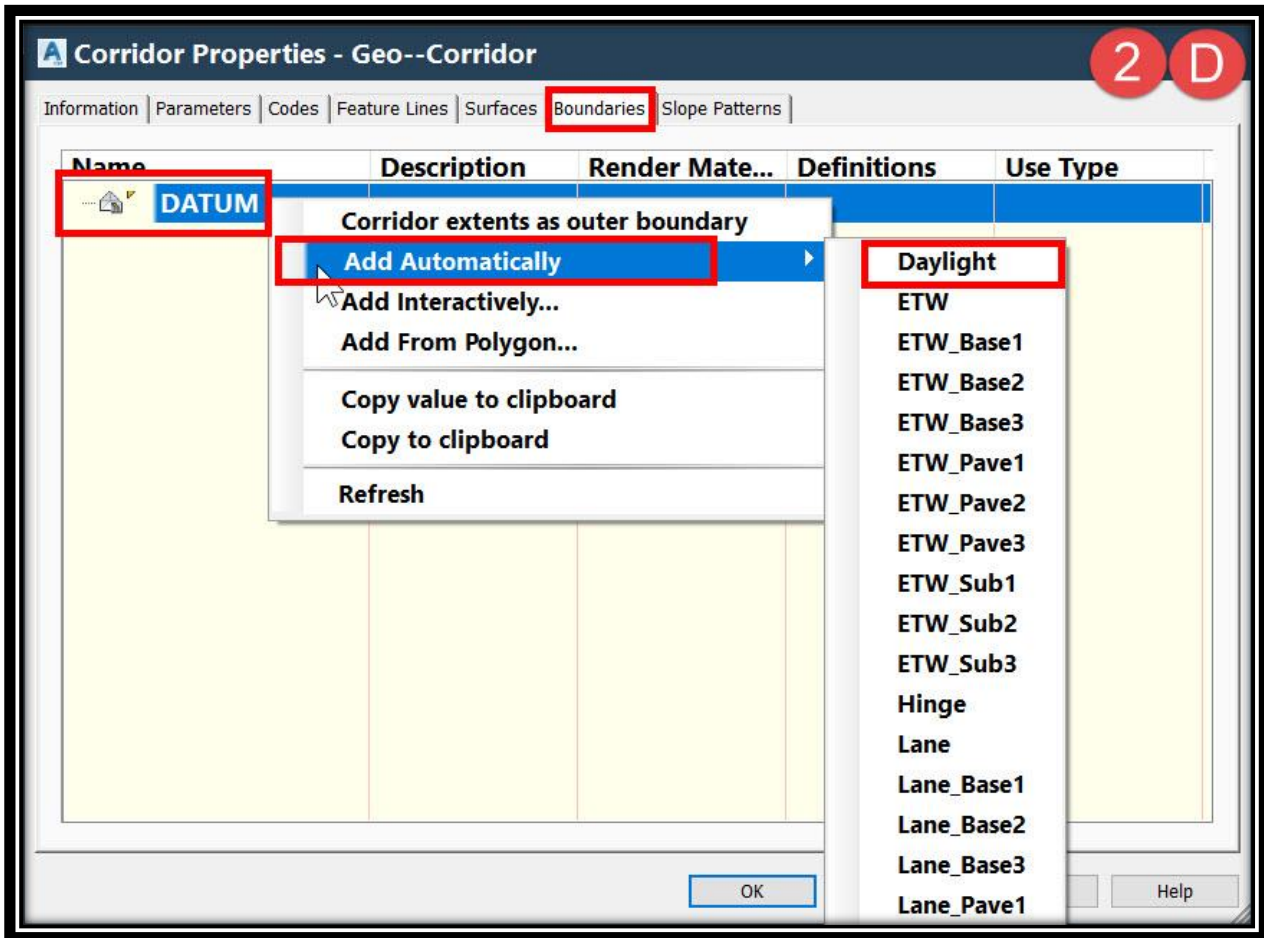 Corridor Properties - Geo--Corridor
2 D
Information Parameters Codes Feature Lines Surfaces Boundaries Slope Patterns
Name Description Render Mate... Definitions Use Type
DATUM
Corridor extents as outer boundary
Add Automatically
Add Interactively...
Add From Polygon...
Copy value to clipboard
Copy to clipboard
Refresh
Daylight
ETW
ETW_Base1
ETW_Base2
ETW_Base3
ETW_Pave1
ETW_Pave2
ETW_Pave3
ETW_Sub1
ETW_Sub2
ETW_Sub3
Hinge
Lane
Lane_Base1
Lane_Base2
Lane_Base3
Lane_Pave1
OK Help